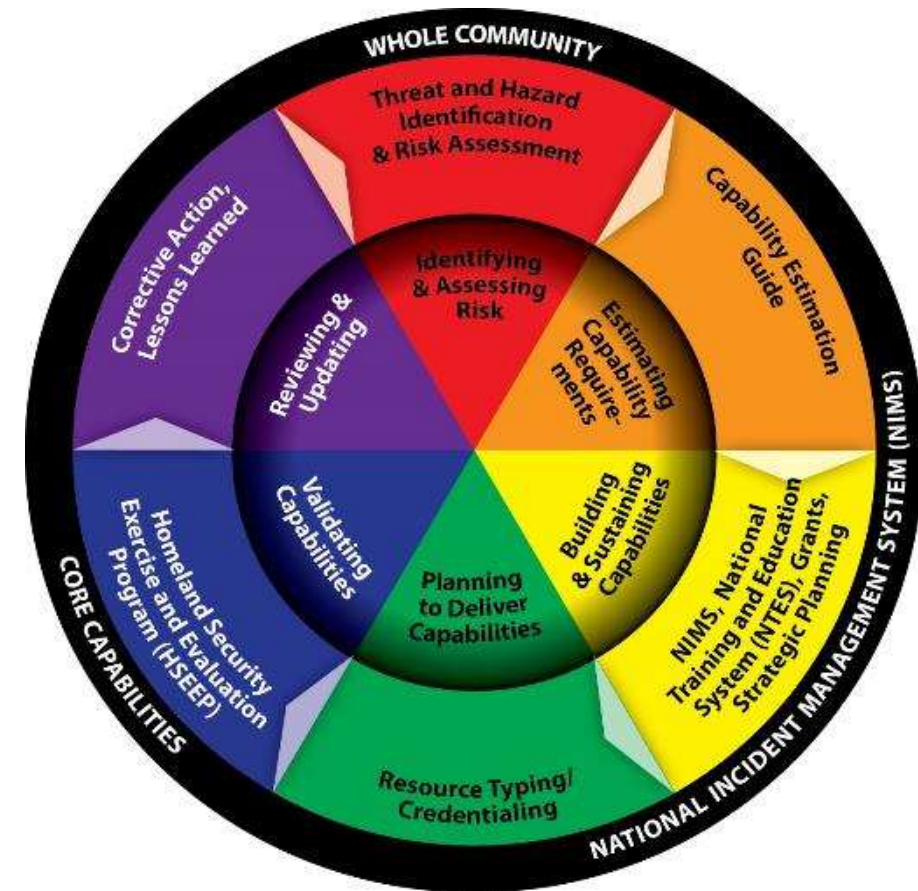 WHOLE COMMUNITY
Threat and Hazard
Identification
& Risk Assessment
Identifying
& Assessing
Risk
Capability Estimation
Guide
Estimating
Capability
Require-
ments
NATIONAL INCIDENT MANAGEMENT SYSTEM (NIMS)
NIMS, National
Training and Education
System (NTES), Grants,
Strategic Planning
Building
& Sustaining
Capabilities
Planning
to Deliver
Capabilities
Resource Typing/
Credentialing
Validating
Capabilities
Homeland Security
Exercise and Evaluation
Program (HSEEP)
CORE CAPABILITIES
Reviewing &
Updating
Corrective Action,
Lessons Learned